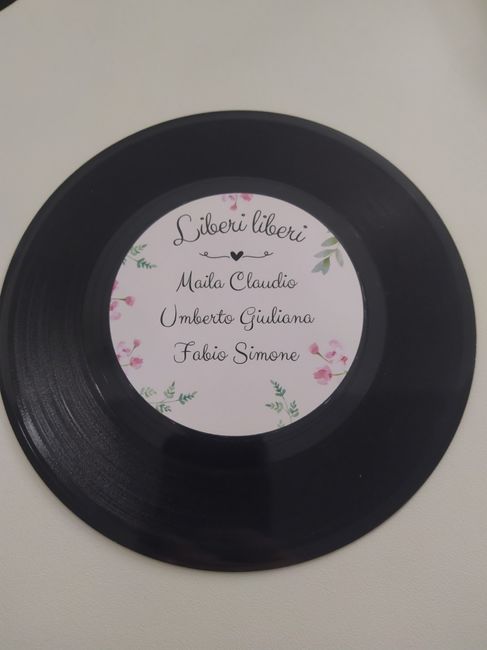 Liberi liberi
Maila Claudio
Umberto Giuliana
Fabio Simone